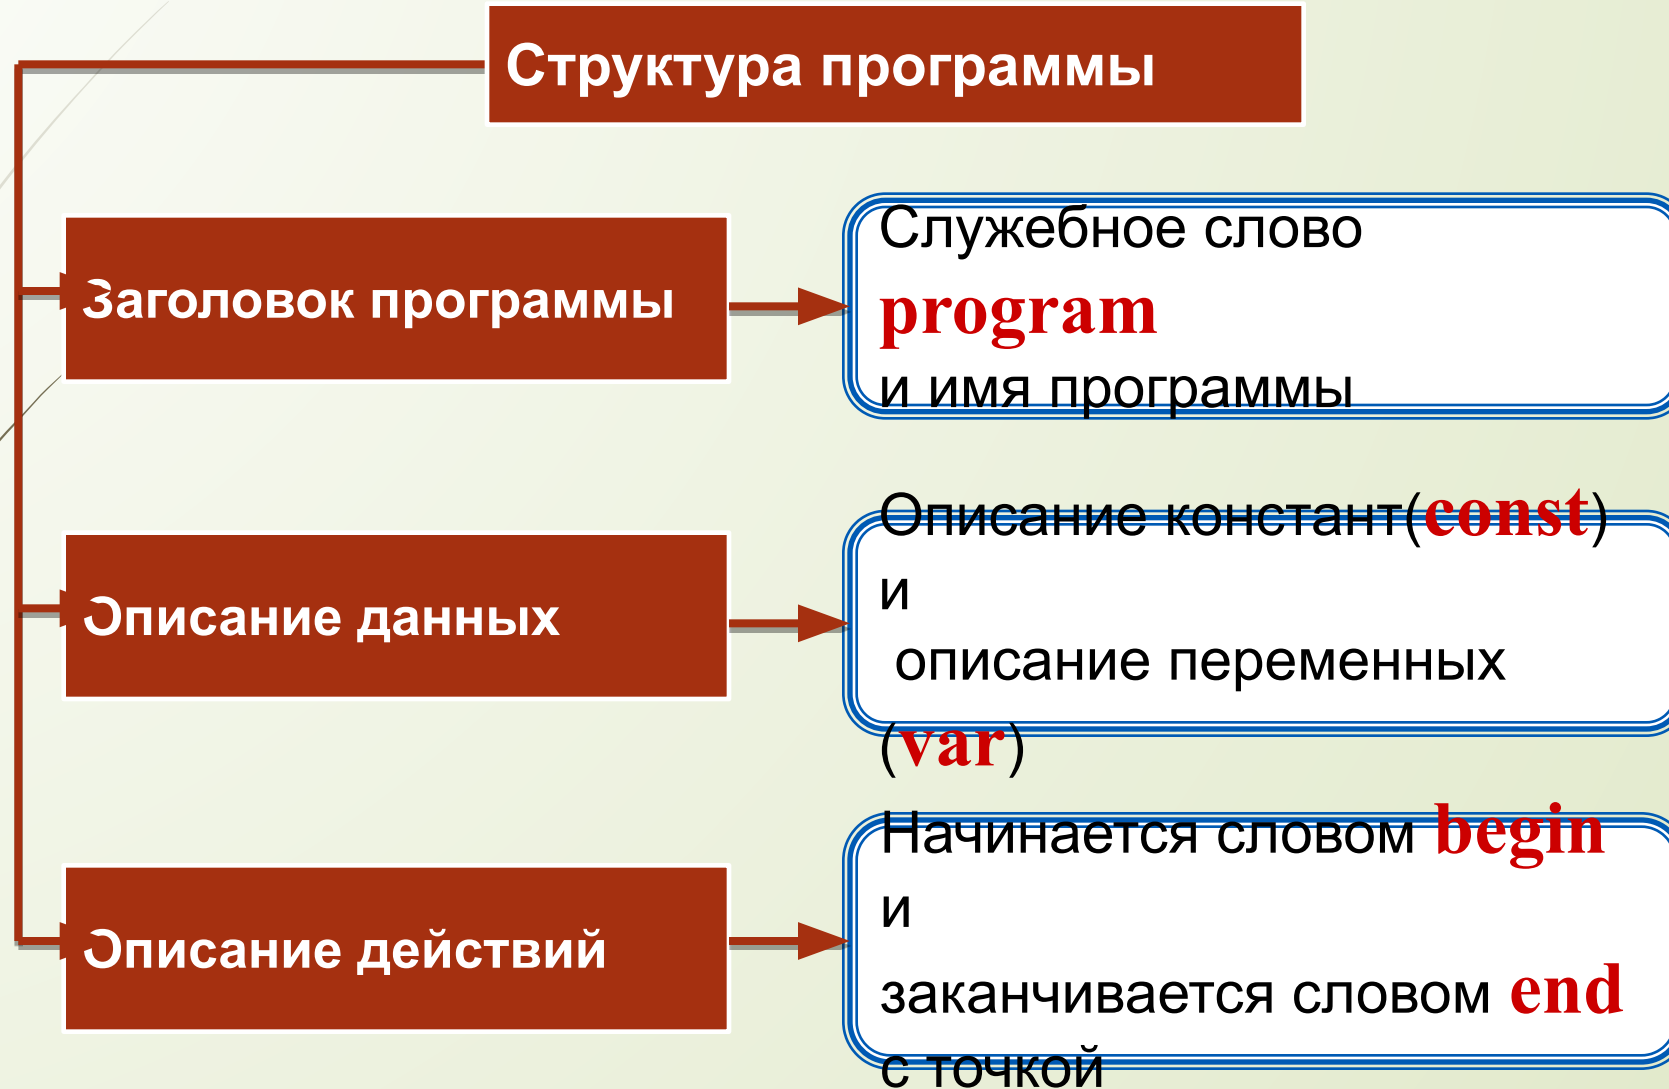 Структура программы
Заголовок программы
Служебное слово
program
и имя программы
Описание данных
Описание констант(const)
и
описание переменных
(var)
Описание действий
Начинается словом begin
и
заканчивается словом end
с точкой